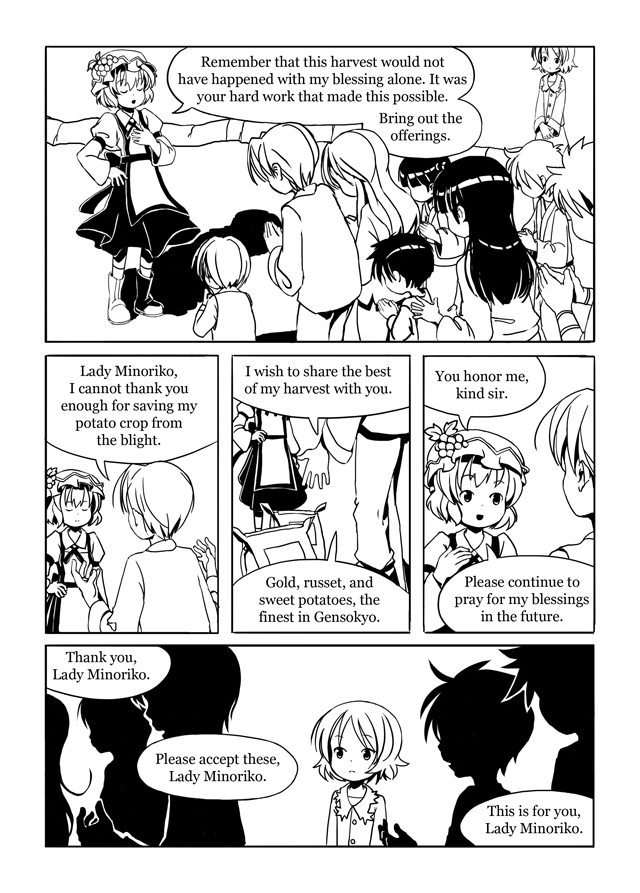 Remember that this harvest would not
have happened with my blessing alone. It was
your hard work that made this possible.
Bring out the
offerings.
Lady Minoriko,
I cannot thank you
enough for saving my
potato crop from
the blight.
I wish to share the best
of my harvest with you.
Gold, russet, and
sweet potatoes, the
finest in Gensokyo.
You honor me,
kind sir.
Please continue to
pray for my blessings
in the future.
Thank you,
Lady Minoriko.
Please accept these,
Lady Minoriko.
This is for you,
Lady Minoriko.